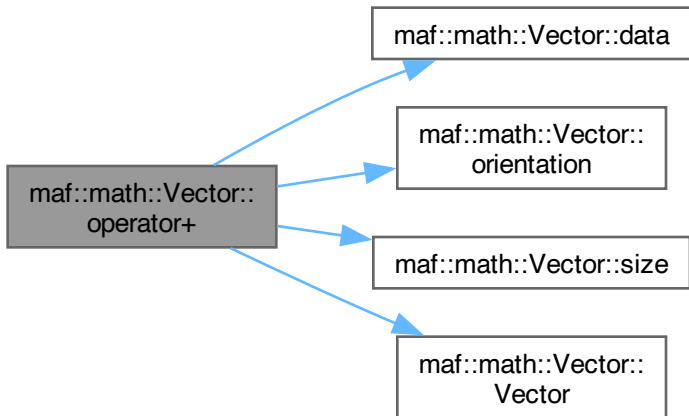 maf::math::Vector::data
maf::math::Vector::
orientation
maf::math::Vector::
operator+
maf::math::Vector::size
maf::math::Vector::
Vector